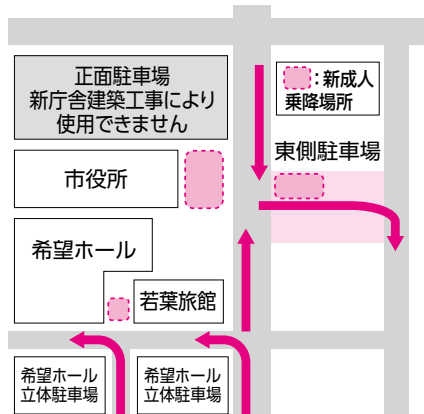 正面駐車場
新庁舎建築工事により
使用できません
:新成人
乗降場所
東側駐車場
市役所
希望ホール
若葉旅館
希望ホール
立体駐車場
希望ホール
立体駐車場